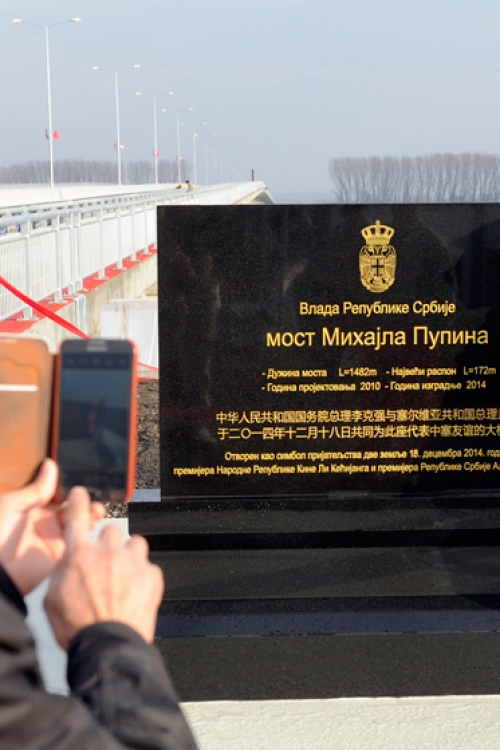 Влада Републике Србије
мост Михајла Пупина
- Дужина моста L=1482m - Највећи распон L=172m
- Година пројектовања 2010 - Година изградње 2014
中华人民共和国国务院总理李克强与塞尔维亚共和国总理
于二〇一四年十二月十八日共同为此座代表中塞友谊的大桥
Отворен као симбол пријатељства две земље 18. децембра 2014. год
премијера Народне Републике Кине Ли Кећијанга и премијера Републике Србије